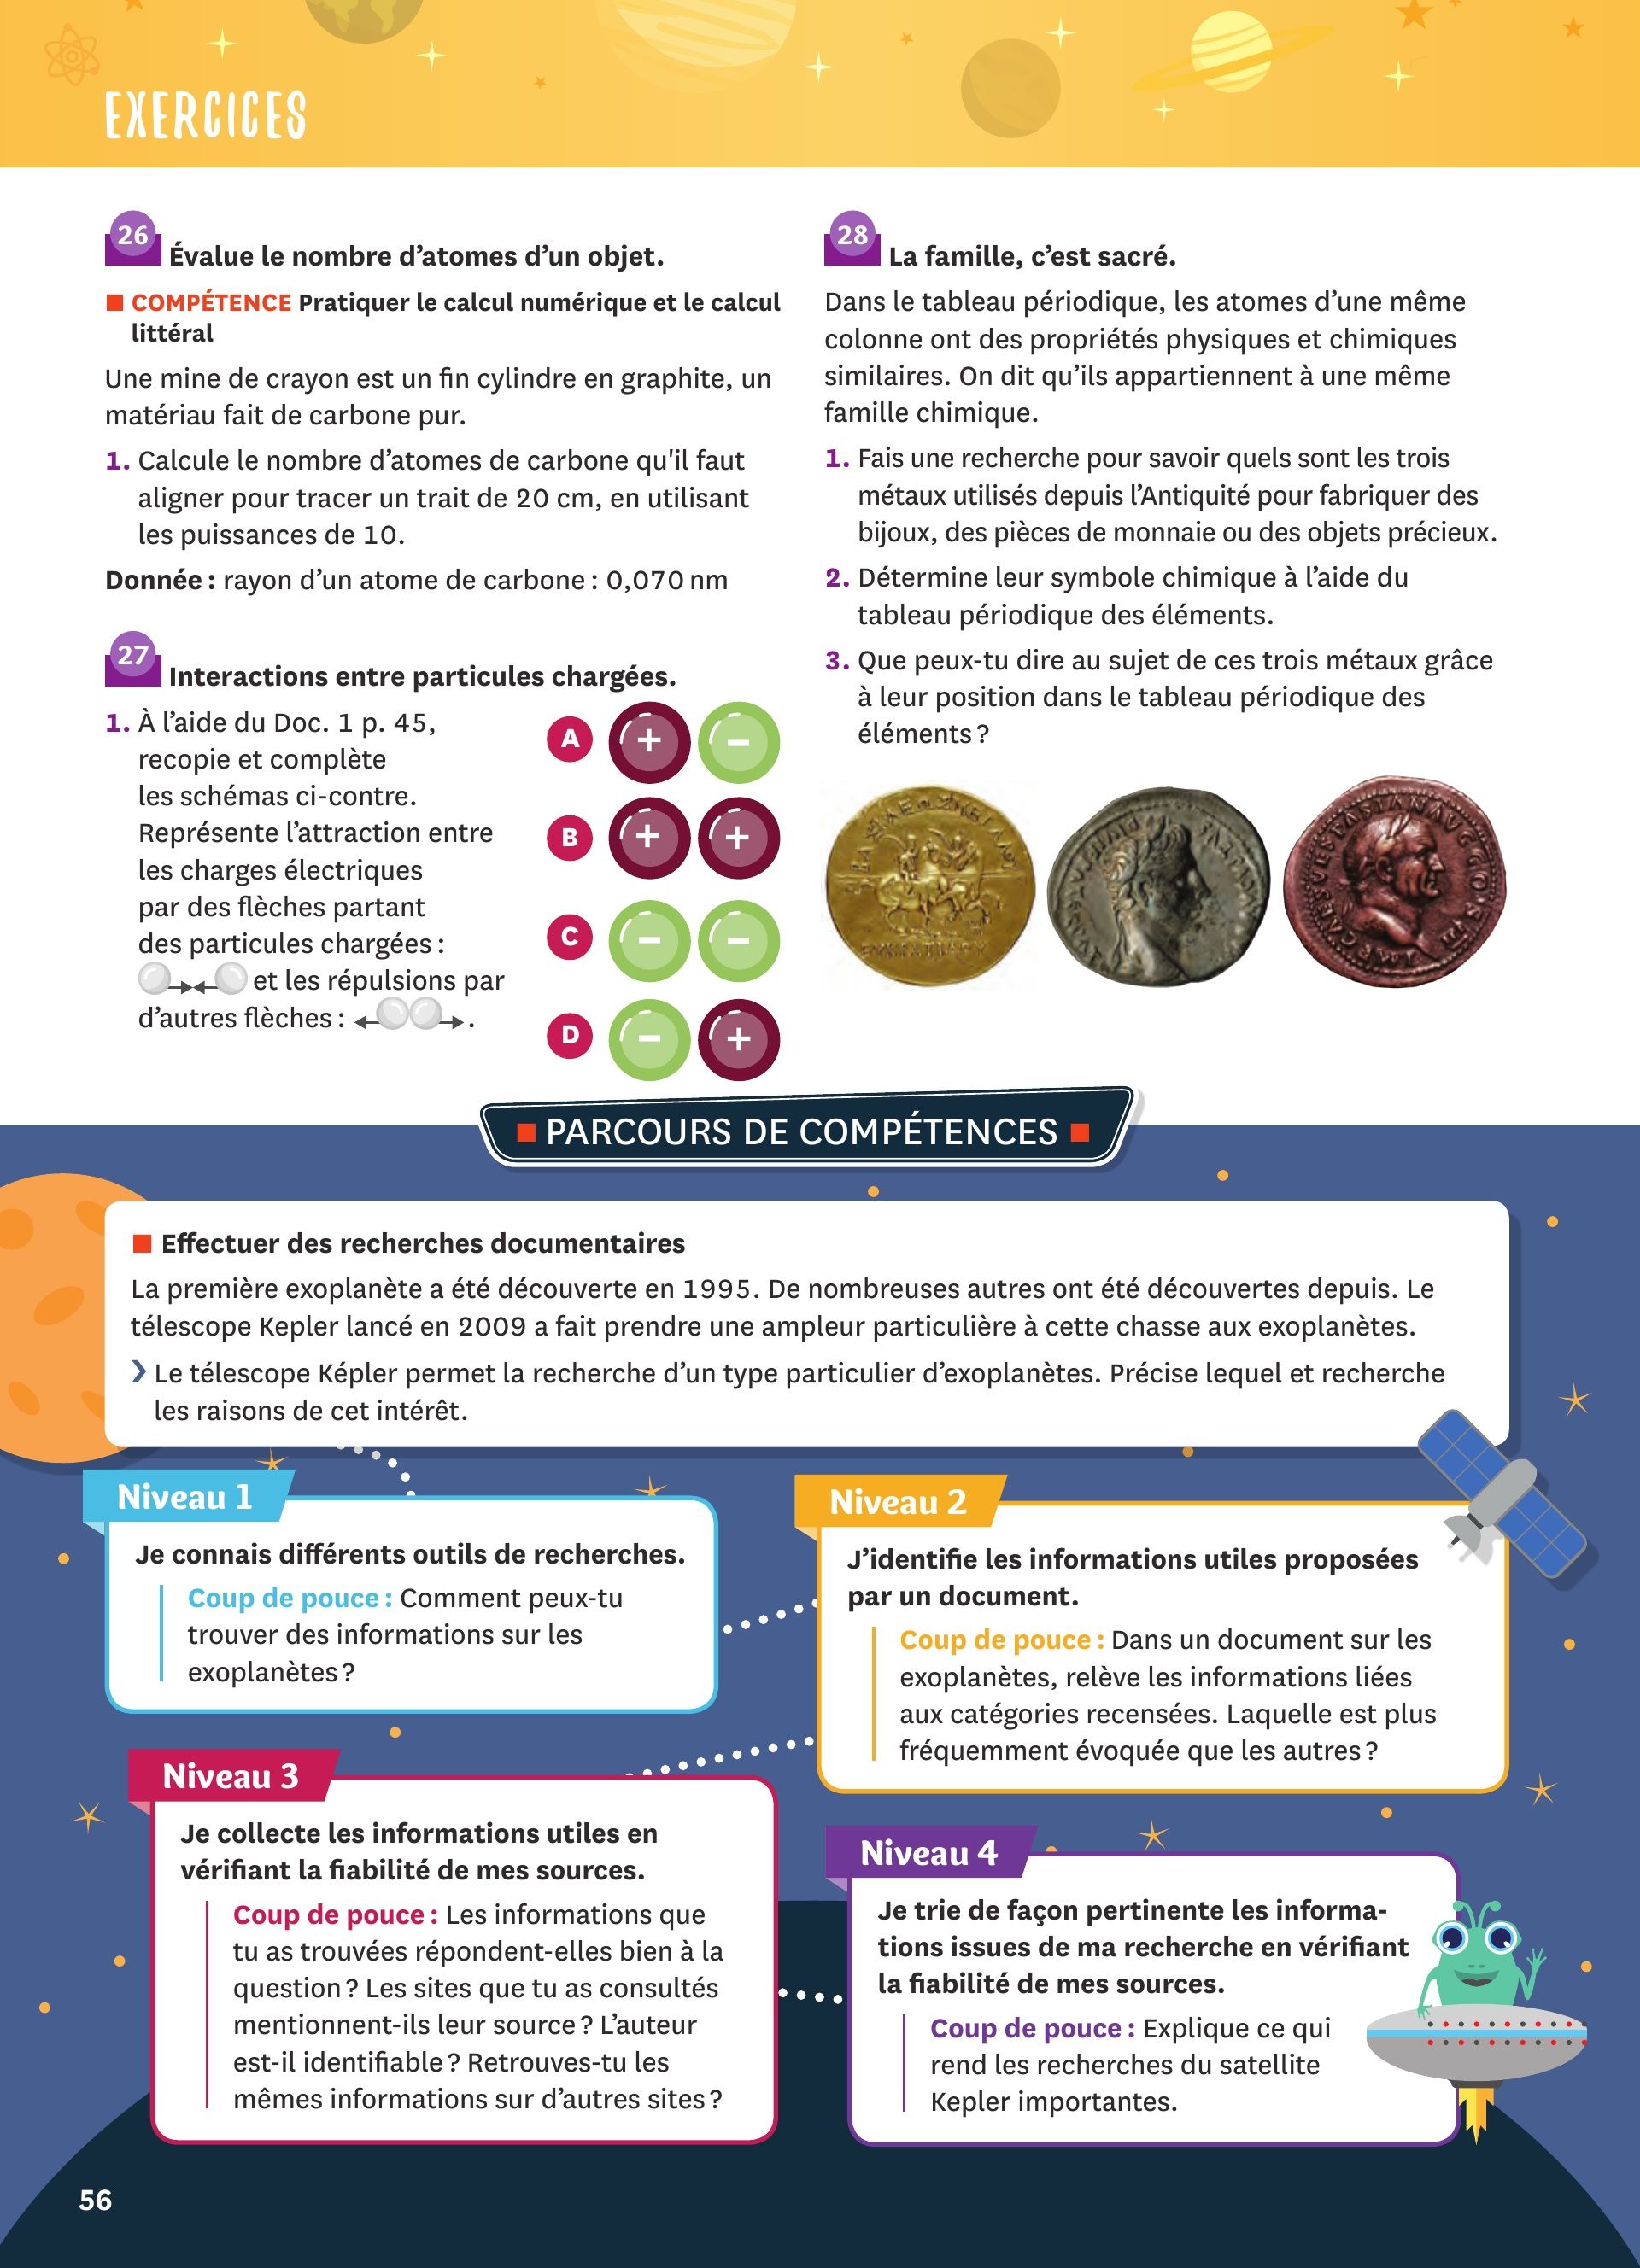 EXERCICES
26 Évalue le nombre d’atomes d’un objet.
COMPÉTENCE Pratiquer le calcul numérique et le calcul
littéral
Une mine de crayon est un fin cylindre en graphite, un
matériau fait de carbone pur.
1. Calcule le nombre d’atomes de carbone qu'il faut
aligner pour tracer un trait de 20 cm, en utilisant
les puissances de 10.
Donnée : rayon d’un atome de carbone : 0,070 nm
27 Interactions entre particules chargées.
1. À l’aide du Doc. 1 p. 45,
recopie et complète
les schémas ci-contre.
Représente l’attraction entre
les charges électriques
par des flèches partant
des particules chargées :
et les répulsions par
d’autres flèches : .
A + −
B + +
C − −
D − +
28 La famille, c’est sacré.
Dans le tableau périodique, les atomes d’une même
colonne ont des propriétés physiques et chimiques
similaires. On dit qu’ils appartiennent à une même
famille chimique.
1. Fais une recherche pour savoir quels sont les trois
métaux utilisés depuis l’Antiquité pour fabriquer des
bijoux, des pièces de monnaie ou des objets précieux.
2. Détermine leur symbole chimique à l’aide du
tableau périodique des éléments.
3. Que peux-tu dire au sujet de ces trois métaux grâce
à leur position dans le tableau périodique des
éléments ?
PARCOURS DE COMPÉTENCES
Effectuer des recherches documentaires
La première exoplanète a été découverte en 1995. De nombreuses autres ont été découvertes depuis. Le
télescope Kepler lancé en 2009 a fait prendre une ampleur particulière à cette chasse aux exoplanètes.
❯ Le télescope Képler permet la recherche d’un type particulier d’exoplanètes. Précise lequel et recherche
les raisons de cet intérêt.
Niveau 1
Je connais différents outils de recherches.
Coup de pouce : Comment peux-tu
trouver des informations sur les
exoplanètes ?
Niveau 2
J’identifie les informations utiles proposées
par un document.
Coup de pouce : Dans un document sur les
exoplanètes, relève les informations liées
aux catégories recensées. Laquelle est plus
fréquemment évoquée que les autres ?
Niveau 3
Je collecte les informations utiles en
vérifiant la fiabilité de mes sources.
Coup de pouce : Les informations que
tu as trouvées répondent-elles bien à la
question ? Les sites que tu as consultés
mentionnent-ils leur source ? L’auteur
est-il identifiable ? Retrouves-tu les
mêmes informations sur d’autres sites ?
Niveau 4
Je trie de façon pertinente les informa-
tions issues de ma recherche en vérifiant
la fiabilité de mes sources.
Coup de pouce : Explique ce qui
rend les recherches du satellite
Kepler importantes.
56